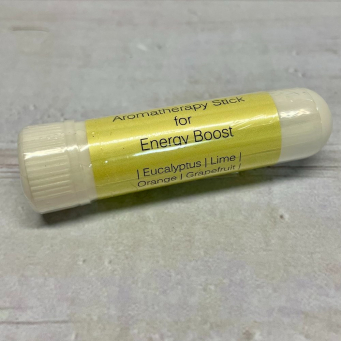 Aromatherapy Stick
for
Energy Boost
| Eucalyptus | Lime |
Orange | Grapefruit |